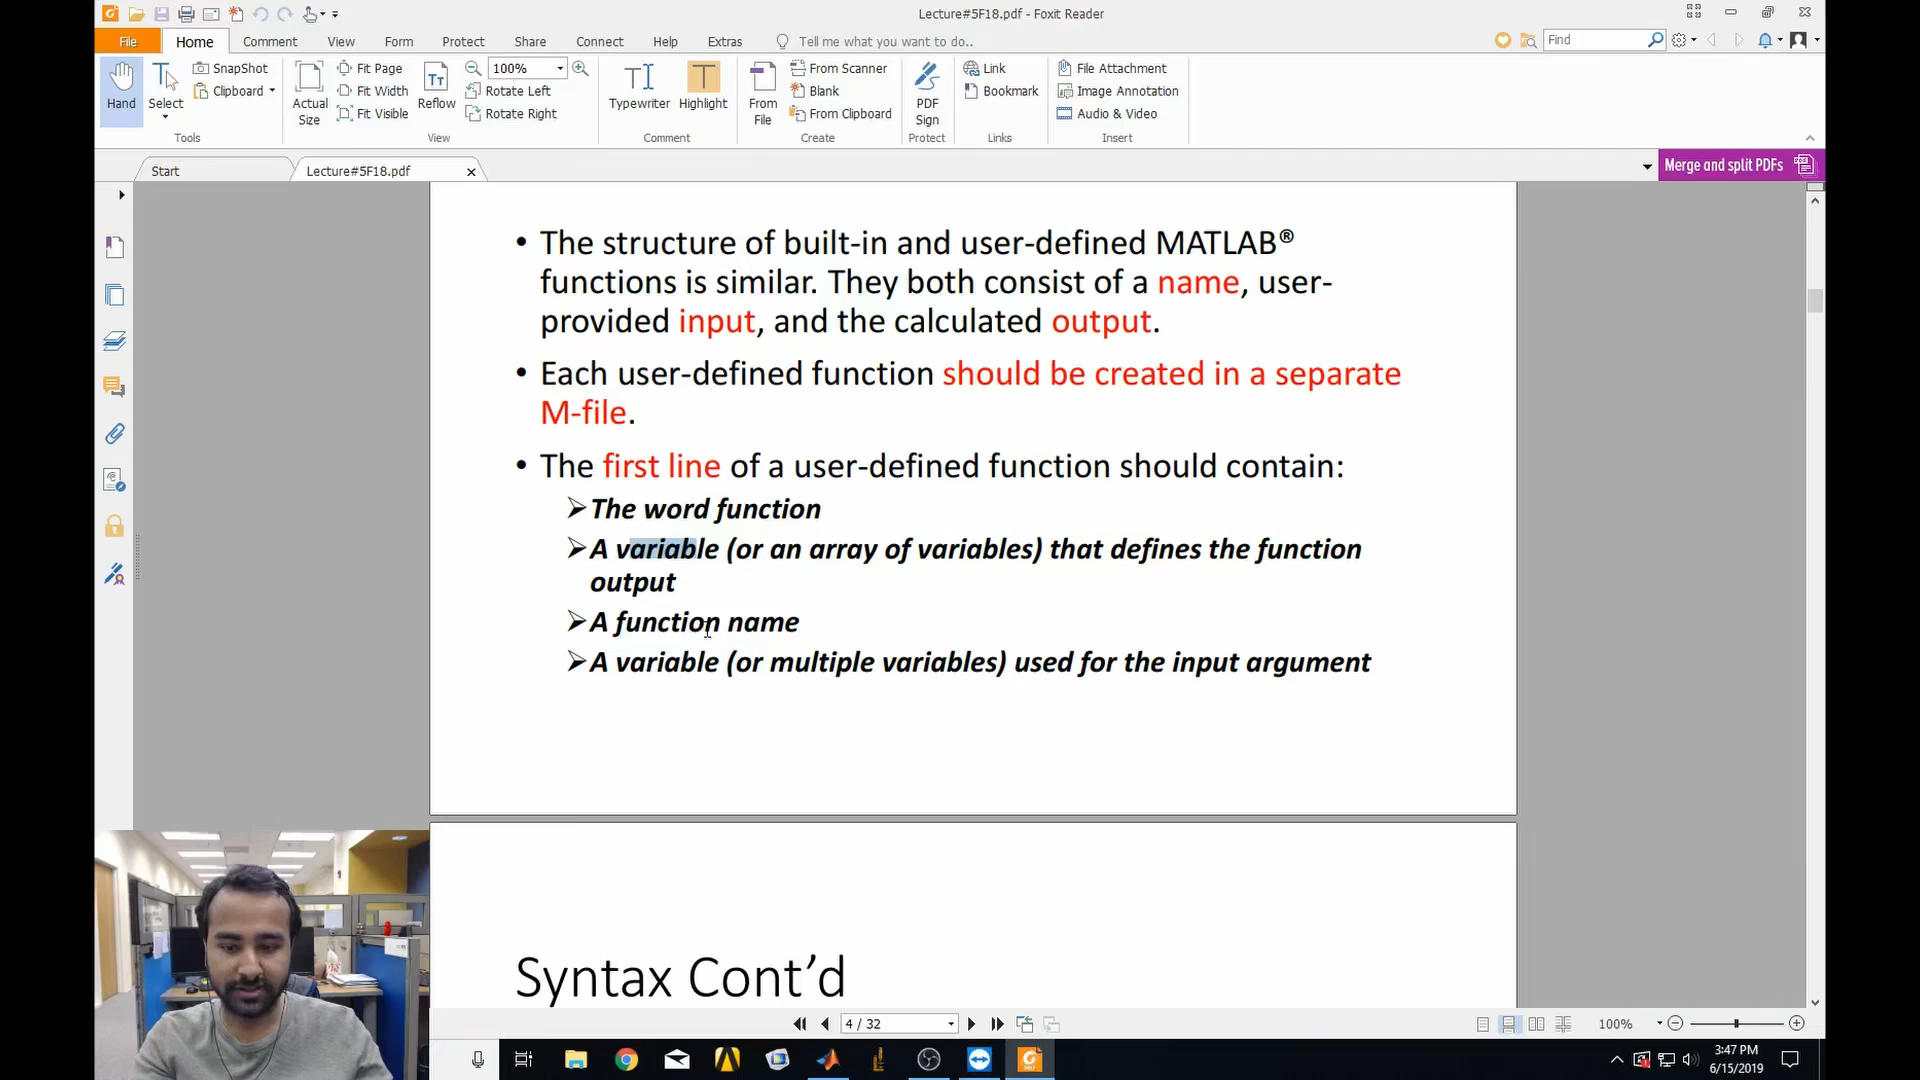 Lecture#5F18.pdf - Foxit Reader
File Home Comment View Form Protect Share Connect Help Extras Tell me what you want to do.. Find
Hand
Select
SnapShot
Clipboard
Tools
Actual Size
Fit Page
Fit Width
Fit Visible
Reflow
100%
Rotate Left
Rotate Right
View
Typewriter
Highlight
Comment
From File
From Scanner
Blank
From Clipboard
Create
PDF Sign
Protect
Link
Bookmark
Links
File Attachment
Image Annotation
Audio & Video
Insert
Start
Lecture#5F18.pdf
Merge and split PDFs
• The structure of built-in and user-defined MATLAB®
functions is similar. They both consist of a name, user-
provided input, and the calculated output.
• Each user-defined function should be created in a separate
M-file.
• The first line of a user-defined function should contain:
➢The word function
➢A variable (or an array of variables) that defines the function
output
➢A function name
➢A variable (or multiple variables) used for the input argument
Syntax Cont’d
4 / 32
100%
3:47 PM
6/15/2019